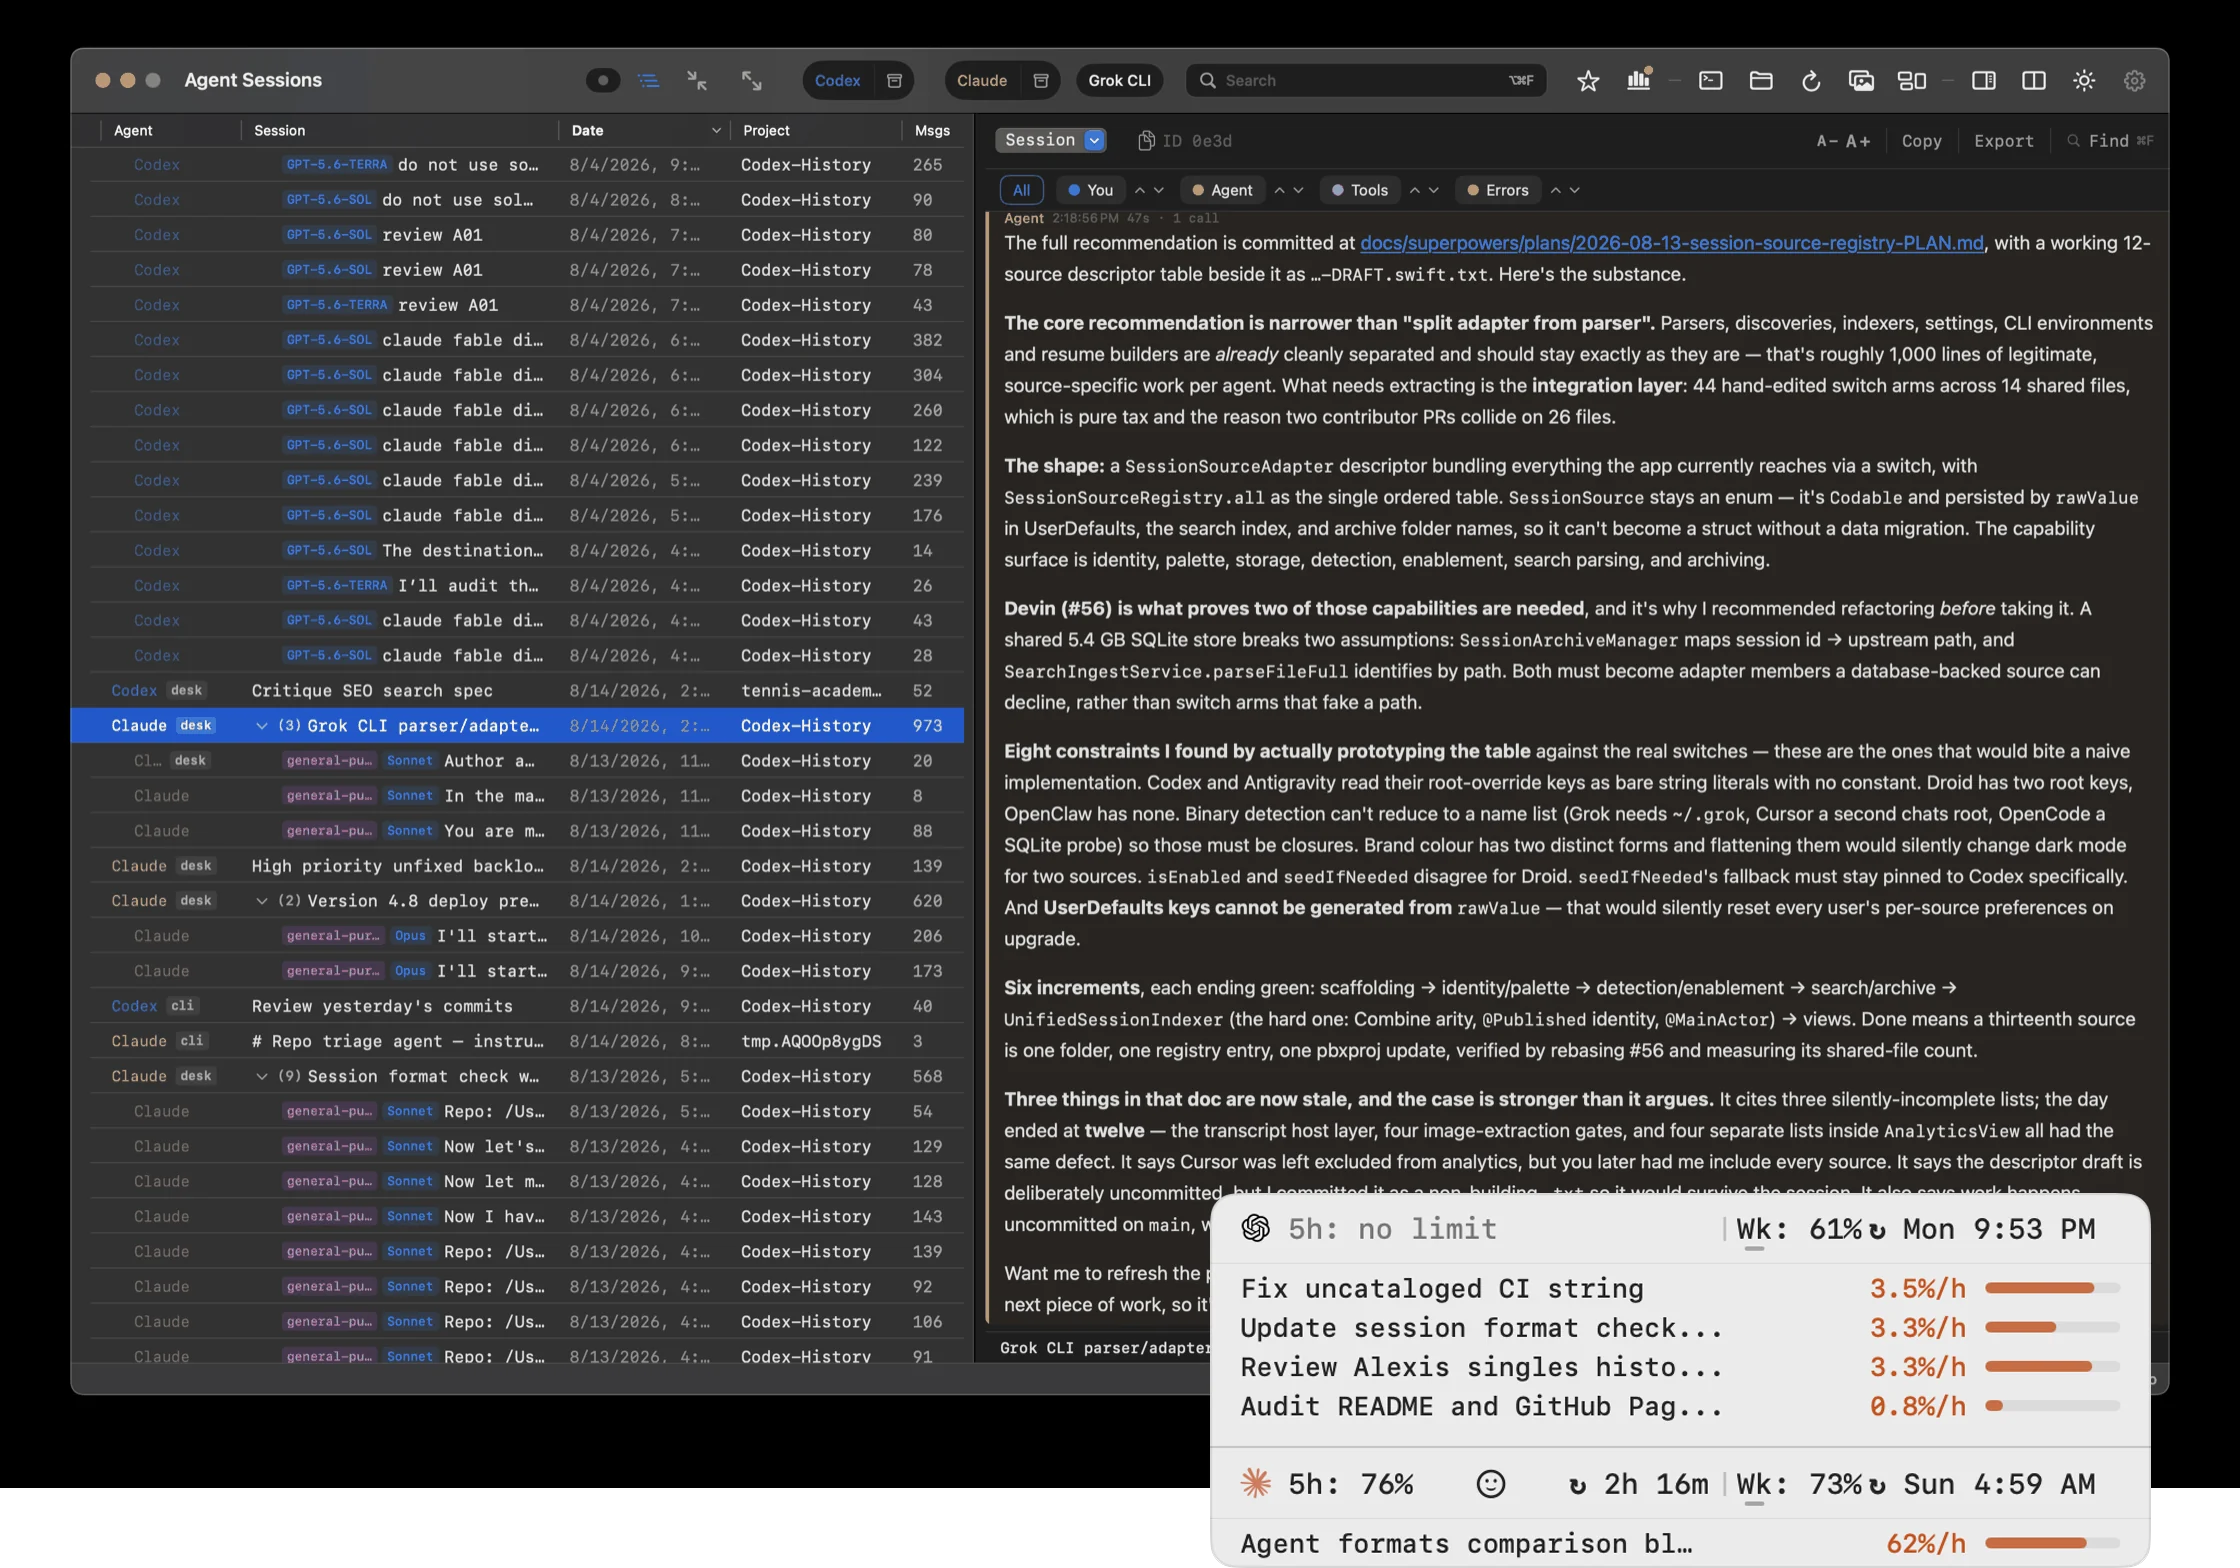 Agent Sessions
Codex
Claude
Grok CLI
Search ⌥⌘F
Agent Session Date Project Msgs
Codex GPT-5.6-TERRA do not use so… 8/4/2026, 9:… Codex-History 265
Codex GPT-5.6-SOL do not use sol… 8/4/2026, 8:… Codex-History 90
Codex GPT-5.6-SOL review A01 8/4/2026, 7:… Codex-History 80
Codex GPT-5.6-SOL review A01 8/4/2026, 7:… Codex-History 78
Codex GPT-5.6-TERRA review A01 8/4/2026, 7:… Codex-History 43
Codex GPT-5.6-SOL claude fable di… 8/4/2026, 6:… Codex-History 382
Codex GPT-5.6-SOL claude fable di… 8/4/2026, 6:… Codex-History 304
Codex GPT-5.6-SOL claude fable di… 8/4/2026, 6:… Codex-History 260
Codex GPT-5.6-SOL claude fable di… 8/4/2026, 6:… Codex-History 122
Codex GPT-5.6-SOL claude fable di… 8/4/2026, 5:… Codex-History 239
Codex GPT-5.6-SOL claude fable di… 8/4/2026, 5:… Codex-History 176
Codex GPT-5.6-SOL The destination… 8/4/2026, 4:… Codex-History 14
Codex GPT-5.6-TERRA I’ll audit th… 8/4/2026, 4:… Codex-History 26
Codex GPT-5.6-SOL claude fable di… 8/4/2026, 4:… Codex-History 43
Codex GPT-5.6-SOL claude fable di… 8/4/2026, 4:… Codex-History 28
Codex desk Critique SEO search spec 8/14/2026, 2:… tennis-academ… 52
Claude desk (3) Grok CLI parser/adapte… 8/14/2026, 2:… Codex-History 973
Cl… desk general-pu… Sonnet Author a… 8/13/2026, 11… Codex-History 20
Claude general-pu… Sonnet In the ma… 8/13/2026, 11… Codex-History 8
Claude general-pu… Sonnet You are m… 8/13/2026, 11… Codex-History 88
Claude desk High priority unfixed backlo… 8/14/2026, 2:… Codex-History 139
Claude desk (2) Version 4.8 deploy pre… 8/14/2026, 1:… Codex-History 620
Claude general-pur… Opus I'll start… 8/14/2026, 10… Codex-History 206
Claude general-pur… Opus I'll start… 8/14/2026, 9:… Codex-History 173
Codex cli Review yesterday's commits 8/14/2026, 9:… Codex-History 40
Claude cli # Repo triage agent — instru… 8/14/2026, 8:… tmp.AQOOp8ygDS 3
Claude desk (9) Session format check w… 8/13/2026, 5:… Codex-History 568
Claude general-pu… Sonnet Repo: /Us… 8/13/2026, 5:… Codex-History 54
Claude general-pu… Sonnet Now let's… 8/13/2026, 4:… Codex-History 129
Claude general-pu… Sonnet Now let m… 8/13/2026, 4:… Codex-History 128
Claude general-pu… Sonnet Now I hav… 8/13/2026, 4:… Codex-History 143
Claude general-pu… Sonnet Repo: /Us… 8/13/2026, 4:… Codex-History 139
Claude general-pu… Sonnet Repo: /Us… 8/13/2026, 4:… Codex-History 92
Claude general-pu… Sonnet Repo: /Us… 8/13/2026, 4:… Codex-History 106
Claude general-pu… Sonnet Repo: /Us… 8/13/2026, 4:… Codex-History 91
Session ID 0e3d A- A+ Copy Export Find ⌘F
All You Agent Tools Errors
Agent 2:18:56 PM 47s · 1 call
The full recommendation is committed at docs/superpowers/plans/2026-08-13-session-source-registry-PLAN.md, with a working 12-
source descriptor table beside it as …-DRAFT.swift.txt. Here's the substance.
The core recommendation is narrower than "split adapter from parser". Parsers, discoveries, indexers, settings, CLI environments
and resume builders are already cleanly separated and should stay exactly as they are — that's roughly 1,000 lines of legitimate,
source-specific work per agent. What needs extracting is the integration layer: 44 hand-edited switch arms across 14 shared files,
which is pure tax and the reason two contributor PRs collide on 26 files.
The shape: a SessionSourceAdapter descriptor bundling everything the app currently reaches via a switch, with
SessionSourceRegistry.all as the single ordered table. SessionSource stays an enum — it's Codable and persisted by rawValue
in UserDefaults, the search index, and archive folder names, so it can't become a struct without a data migration. The capability
surface is identity, palette, storage, detection, enablement, search parsing, and archiving.
Devin (#56) is what proves two of those capabilities are needed, and it's why I recommended refactoring before taking it. A
shared 5.4 GB SQLite store breaks two assumptions: SessionArchiveManager maps session id → upstream path, and
SearchIngestService.parseFileFull identifies by path. Both must become adapter members a database-backed source can
decline, rather than switch arms that fake a path.
Eight constraints I found by actually prototyping the table against the real switches — these are the ones that would bite a naive
implementation. Codex and Antigravity read their root-override keys as bare string literals with no constant. Droid has two root keys,
OpenClaw has none. Binary detection can't reduce to a name list (Grok needs ~/.grok, Cursor a second chats root, OpenCode a
SQLite probe) so those must be closures. Brand colour has two distinct forms and flattening them would silently change dark mode
for two sources. isEnabled and seedIfNeeded disagree for Droid. seedIfNeeded's fallback must stay pinned to Codex specifically.
And UserDefaults keys cannot be generated from rawValue — that would silently reset every user's per-source preferences on
upgrade.
Six increments, each ending green: scaffolding → identity/palette → detection/enablement → search/archive →
UnifiedSessionIndexer (the hard one: Combine arity, @Published identity, @MainActor) → views. Done means a thirteenth source
is one folder, one registry entry, one pbxproj update, verified by rebasing #56 and measuring its shared-file count.
Three things in that doc are now stale, and the case is stronger than it argues. It cites three silently-incomplete lists; the day
ended at twelve — the transcript host layer, four image-extraction gates, and four separate lists inside AnalyticsView all had the
same defect. It says Cursor was left excluded from analytics, but you later had me include every source. It says the descriptor draft is
deliberately uncommitted, but I committed it as a non-building .txt so it would survive the session. It also says work happens
uncommitted on main, w
Want me to refresh the p
next piece of work, so it'
Grok CLI parser/adapter
5h: no limit Wk: 61% ↻ Mon 9:53 PM
Fix uncataloged CI string 3.5%/h
Update session format check... 3.3%/h
Review Alexis singles histo... 3.3%/h
Audit README and GitHub Pag... 0.8%/h
5h: 76% ↻ 2h 16m Wk: 73% ↻ Sun 4:59 AM
Agent formats comparison bl… 62%/h